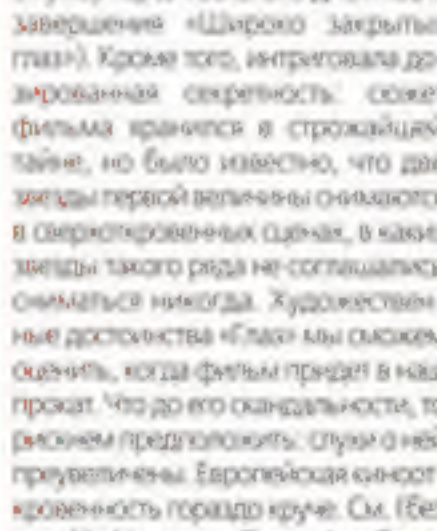 завершения «Широко закрытые
глаз»). Кроме того, интриговала до-
зированная секретность: сюжет
фильма хранился в строжайшей
тайне, но было известно, что две
звезды первой величины снимаются
в сверхоткровенных сценах, в каких
звезды такого ряда не соглашались
сниматься никогда. Художествен-
ные достоинства «Глаз» мы сможем
оценить, когда фильм придет в наш
прокат. Что до его скандальности, то
рискнем предположить: слухи о ней
преувеличены. Европейская киноот-
кровенность гораздо круче. См.